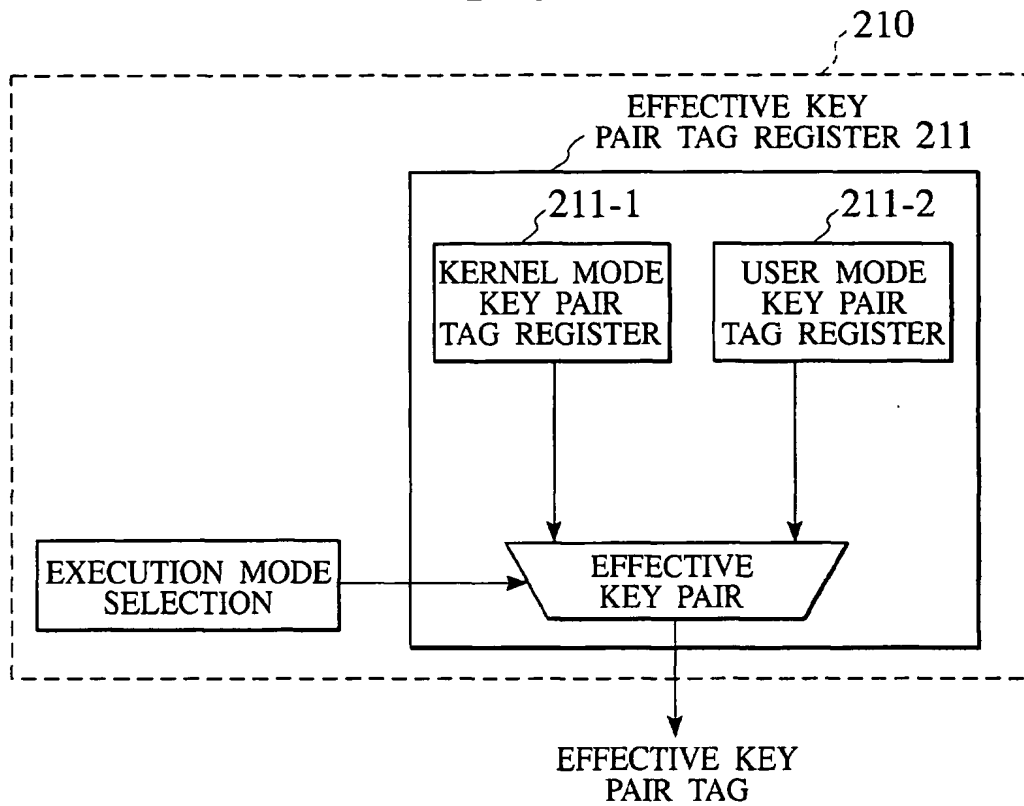 210
EFFECTIVE KEY
PAIR TAG REGISTER 211
211-1
211-2
KERNEL MODE
KEY PAIR
TAG REGISTER
USER MODE
KEY PAIR
TAG REGISTER
EXECUTION MODE
SELECTION
EFFECTIVE
KEY PAIR
EFFECTIVE KEY
PAIR TAG